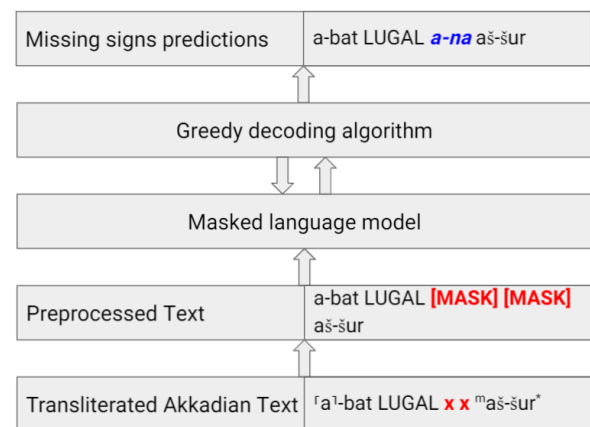 Missing signs predictions
a-bat LUGAL a-na aš-šur
Greedy decoding algorithm
Masked language model
Preprocessed Text
a-bat LUGAL [MASK] [MASK]
aš-šur
Transliterated Akkadian Text
⸢a⸣-bat LUGAL x x ᵐaš-šur*